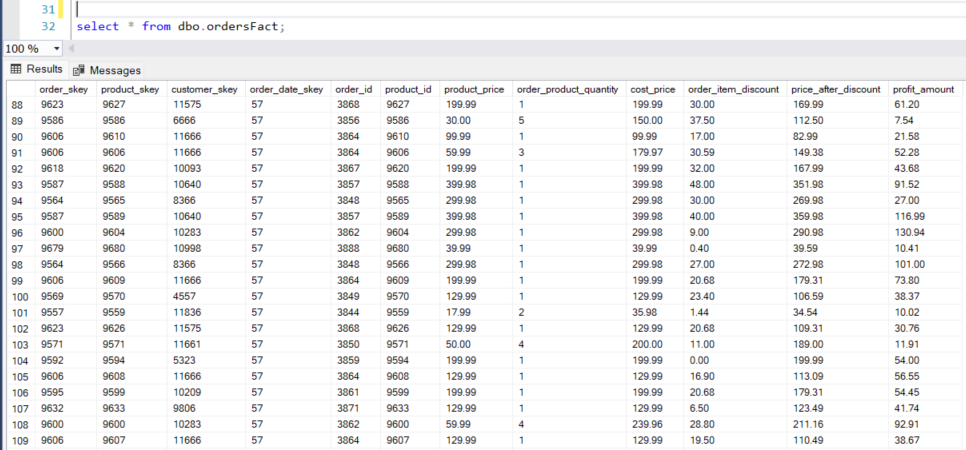 31
32 select * from dbo.ordersFact;
100 %
Results Messages
order_skey product_skey customer_skey order_date_skey order_id product_id product_price order_product_quantity cost_price order_item_discount price_after_discount profit_amount
88 9623 9627 11575 57 3868 9627 199.99 1 199.99 30.00 169.99 61.20
89 9586 9586 6666 57 3856 9586 30.00 5 150.00 37.50 112.50 7.54
90 9606 9610 11666 57 3864 9610 99.99 1 99.99 17.00 82.99 21.58
91 9606 9606 11666 57 3864 9606 59.99 3 179.97 30.59 149.38 52.28
92 9618 9620 10093 57 3867 9620 199.99 1 199.99 32.00 167.99 43.68
93 9587 9588 10640 57 3857 9588 399.98 1 399.98 48.00 351.98 91.52
94 9564 9565 8366 57 3848 9565 299.98 1 299.98 30.00 269.98 27.00
95 9587 9589 10640 57 3857 9589 399.98 1 399.98 40.00 359.98 116.99
96 9600 9604 10283 57 3862 9604 299.98 1 299.98 9.00 290.98 130.94
97 9679 9680 10998 57 3888 9680 39.99 1 39.99 0.40 39.59 10.41
98 9564 9566 8366 57 3848 9566 299.98 1 299.98 27.00 272.98 101.00
99 9606 9609 11666 57 3864 9609 199.99 1 199.99 20.68 179.31 73.80
100 9569 9570 4557 57 3849 9570 129.99 1 129.99 23.40 106.59 38.37
101 9557 9559 11836 57 3844 9559 17.99 2 35.98 1.44 34.54 10.02
102 9623 9626 11575 57 3868 9626 129.99 1 129.99 20.68 109.31 30.76
103 9571 9571 11661 57 3850 9571 50.00 4 200.00 11.00 189.00 11.91
104 9592 9594 5323 57 3859 9594 199.99 1 199.99 0.00 199.99 54.00
105 9606 9608 11666 57 3864 9608 129.99 1 129.99 16.90 113.09 56.55
106 9595 9599 10209 57 3861 9599 199.99 1 199.99 20.68 179.31 54.45
107 9632 9633 9806 57 3871 9633 129.99 1 129.99 6.50 123.49 41.74
108 9600 9600 10283 57 3862 9600 59.99 4 239.96 28.80 211.16 92.91
109 9606 9607 11666 57 3864 9607 129.99 1 129.99 19.50 110.49 38.67